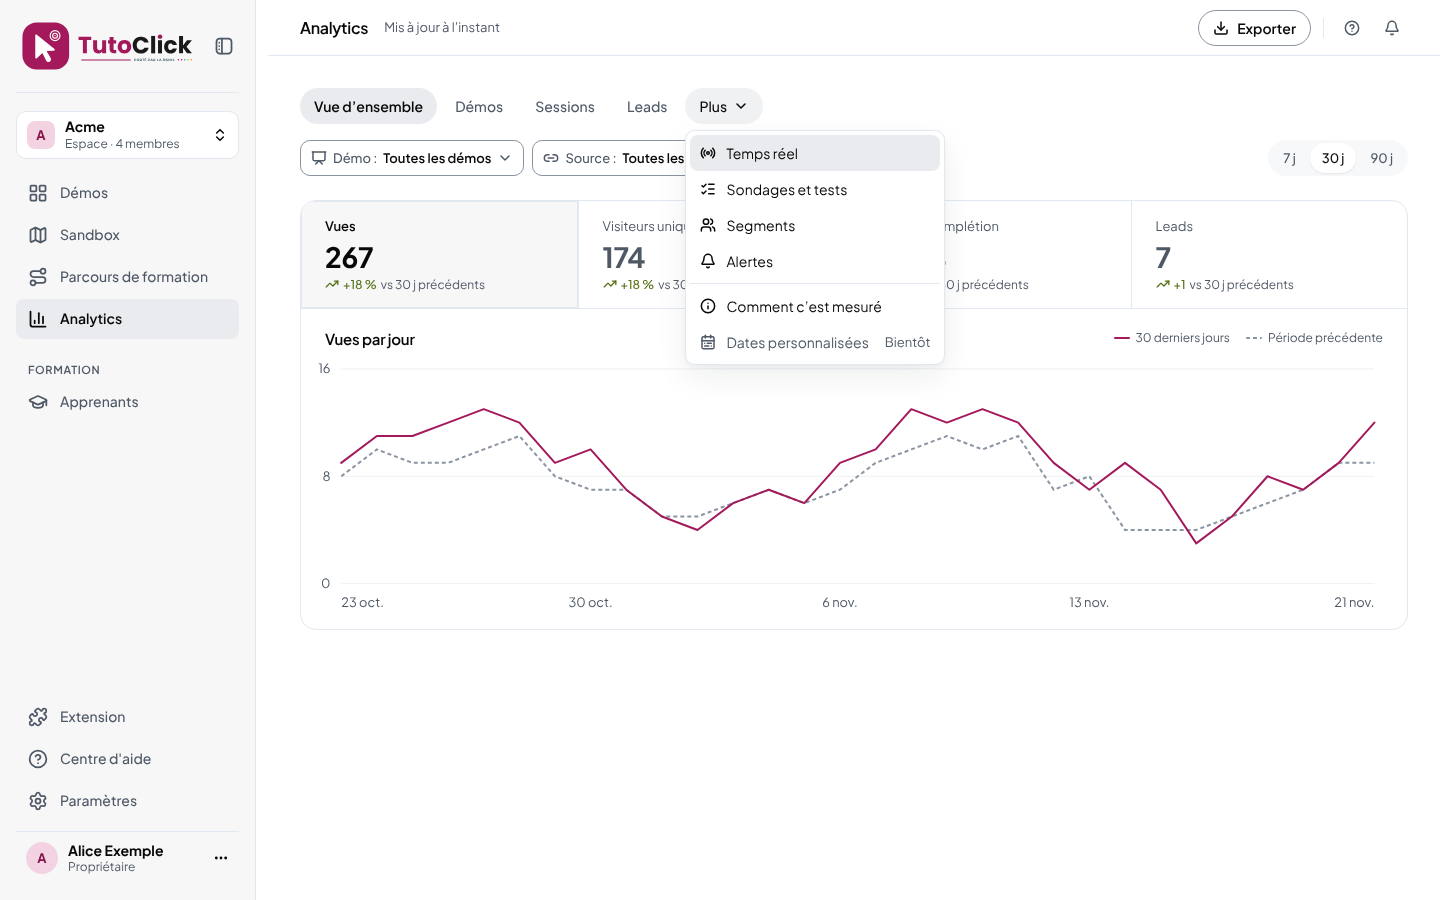 TutoClick
Analytics
Mis à jour à l'instant
Exporter
Acme
A
Espace · 4 membres
Démos
Sandbox
Parcours de formation
Analytics
FORMATION
Apprenants
Extension
Centre d'aide
Paramètres
A
Alice Exemple
Propriétaire
Vue d'ensemble
Démos
Sessions
Leads
Plus
Démo : Toutes les démos
Source : Toutes les
7 j
30 j
90 j
Temps réel
Sondages et tests
Segments
Alertes
Comment c'est mesuré
Dates personnalisées Bientôt
Vues
267
+18 % vs 30 j précédents
Visiteurs
174
+18 % vs 30
0 j précédents
Leads
7
+1 vs 30 j précédents
Vues par jour
30 derniers jours
Période précédente
16
8
0
23 oct.
30 oct.
6 nov.
13 nov.
21 nov.